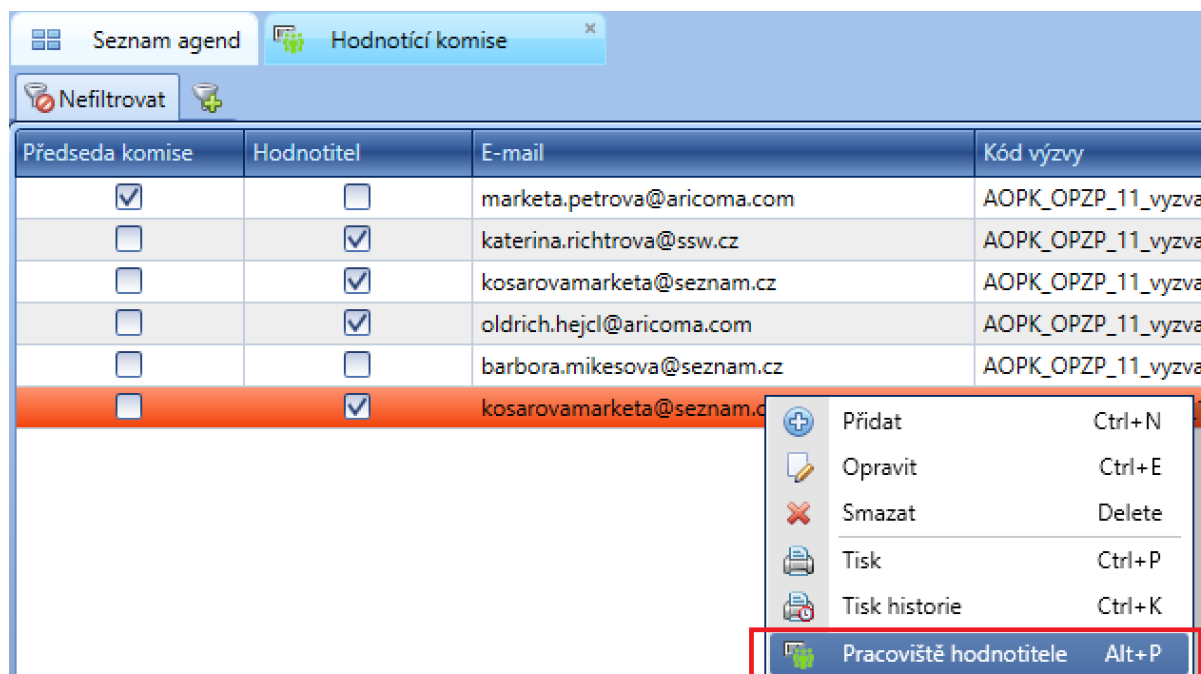 Seznam agend Hodnotící komise
Nefiltrovat
Předseda komise Hodnotitel E-mail Kód výzvy
marketa.petrova@aricoma.com AOPK_OPZP_11_vyzva
katerina.richtrova@ssw.cz AOPK_OPZP_11_vyzva
kosarovamarketa@seznam.cz AOPK_OPZP_11_vyzva
oldrich.hejcl@aricoma.com AOPK_OPZP_11_vyzva
barbora.mikesova@seznam.cz AOPK_OPZP_11_vyzva
kosarovamarketa@seznam.c
Přidat Ctrl+N
Opravit Ctrl+E
Smazat Delete
Tisk Ctrl+P
Tisk historie Ctrl+K
Pracoviště hodnotitele Alt+P